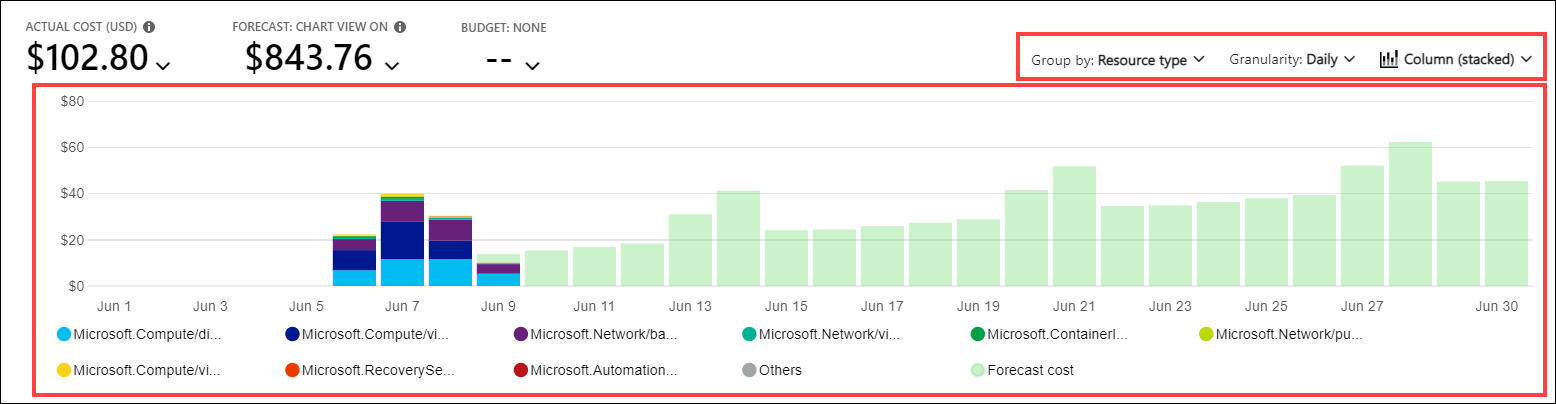 ACTUAL COST (USD) FORECAST: CHART VIEW ON BUDGET: NONE
$102.80 $843.76 --
Group by: Resource type Granularity: Daily Column (stacked)
$80
$60
$40
$20
$0
Jun 1 Jun 3 Jun 5 Jun 7 Jun 9 Jun 11 Jun 13 Jun 15 Jun 17 Jun 19 Jun 21 Jun 23 Jun 25 Jun 27 Jun 30
Microsoft.Compute/di... Microsoft.Compute/vi... Microsoft.Network/ba... Microsoft.Network/vi... Microsoft.ContainerI... Microsoft.Network/pu...
Microsoft.Compute/vi... Microsoft.RecoverySe... Microsoft.Automation... Others Forecast cost